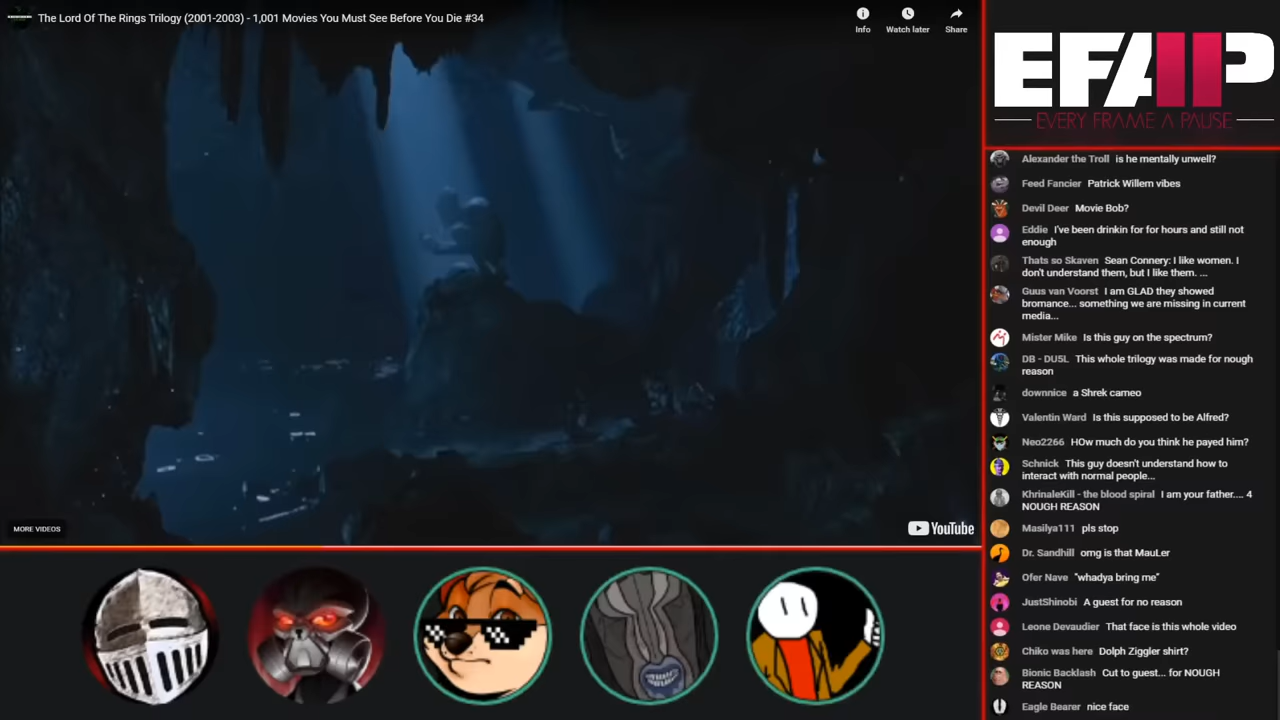 The Lord Of The Rings Trilogy (2001-2003) - 1,001 Movies You Must See Before You Die #34
Info
Watch later
Share
MORE VIDEOS
YouTube
EFAP
EVERY FRAME A PAUSE
Alexander the Troll is he mentally unwell?
Feed Fancier Patrick Willem vibes
Devil Deer Movie Bob?
Eddie I've been drinkin for for hours and still not
enough
Thats so Skaven Sean Connery: I like women. I
don't understand them, but I like them. ...
Guus van Voorst I am GLAD they showed
bromance... something we are missing in current
media...
Mister Mike Is this guy on the spectrum?
DB - DU5L This whole trilogy was made for nough
reason
downnice a Shrek cameo
Valentin Ward Is this supposed to be Alfred?
Neo2266 HOw much do you think he payed him?
Schnick This guy doesn't understand how to
interact with normal people...
KhrinaleKill - the blood spiral I am your father.... 4
NOUGH REASON
Masilya111 pls stop
Dr. Sandhill omg is that MauLer
Ofer Nave "whadya bring me"
JustShinobi A guest for no reason
Leone Devaudier That face is this whole video
Chiko was here Dolph Ziggler shirt?
Bionic Backlash Cut to guest... for NOUGH
REASON
Eagle Bearer nice face